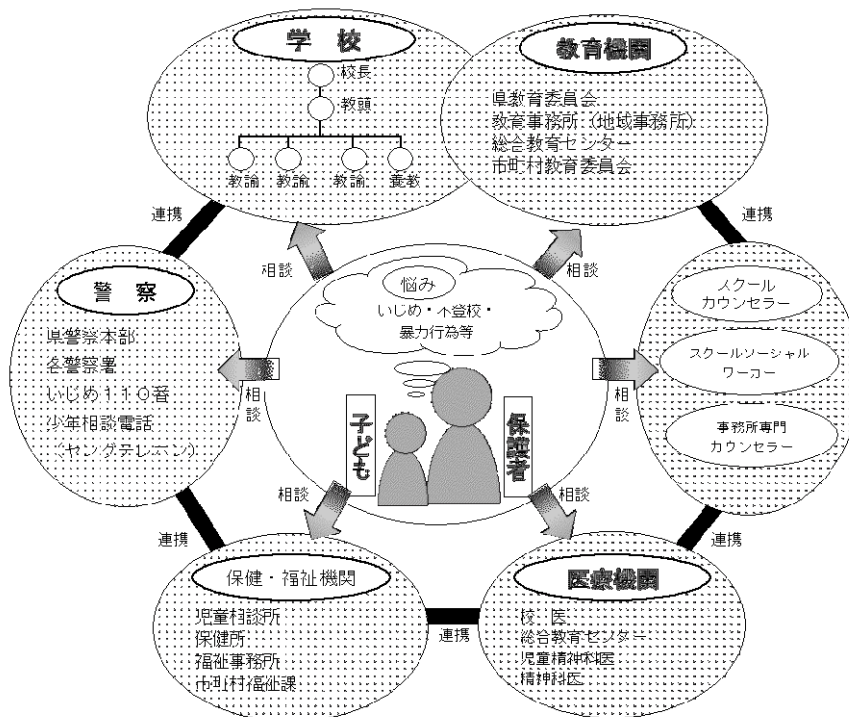 学 校
校長
教頭
教諭 教諭 教諭 養教
教育機関
県教育委員会
教育事務所（地域事務所）
総合教育センター
市町村教育委員会
連携
連携
相談
相談
警 察
県警察本部
各警察署
いじめ１１０番
少年相談電話
（ヤングテレホン）
悩み
いじめ・不登校・
暴力行為等
子ども
保護者
相談
相談
スクール
カウンセラー
スクールソーシャル
ワーカー
事務所専門
カウンセラー
相談
相談
連携
連携
保健・福祉機関
児童相談所
保健所
福祉事務所
市町村福祉課
連携
医療機関
校 医
総合教育センター
児童精神科医
精神科医